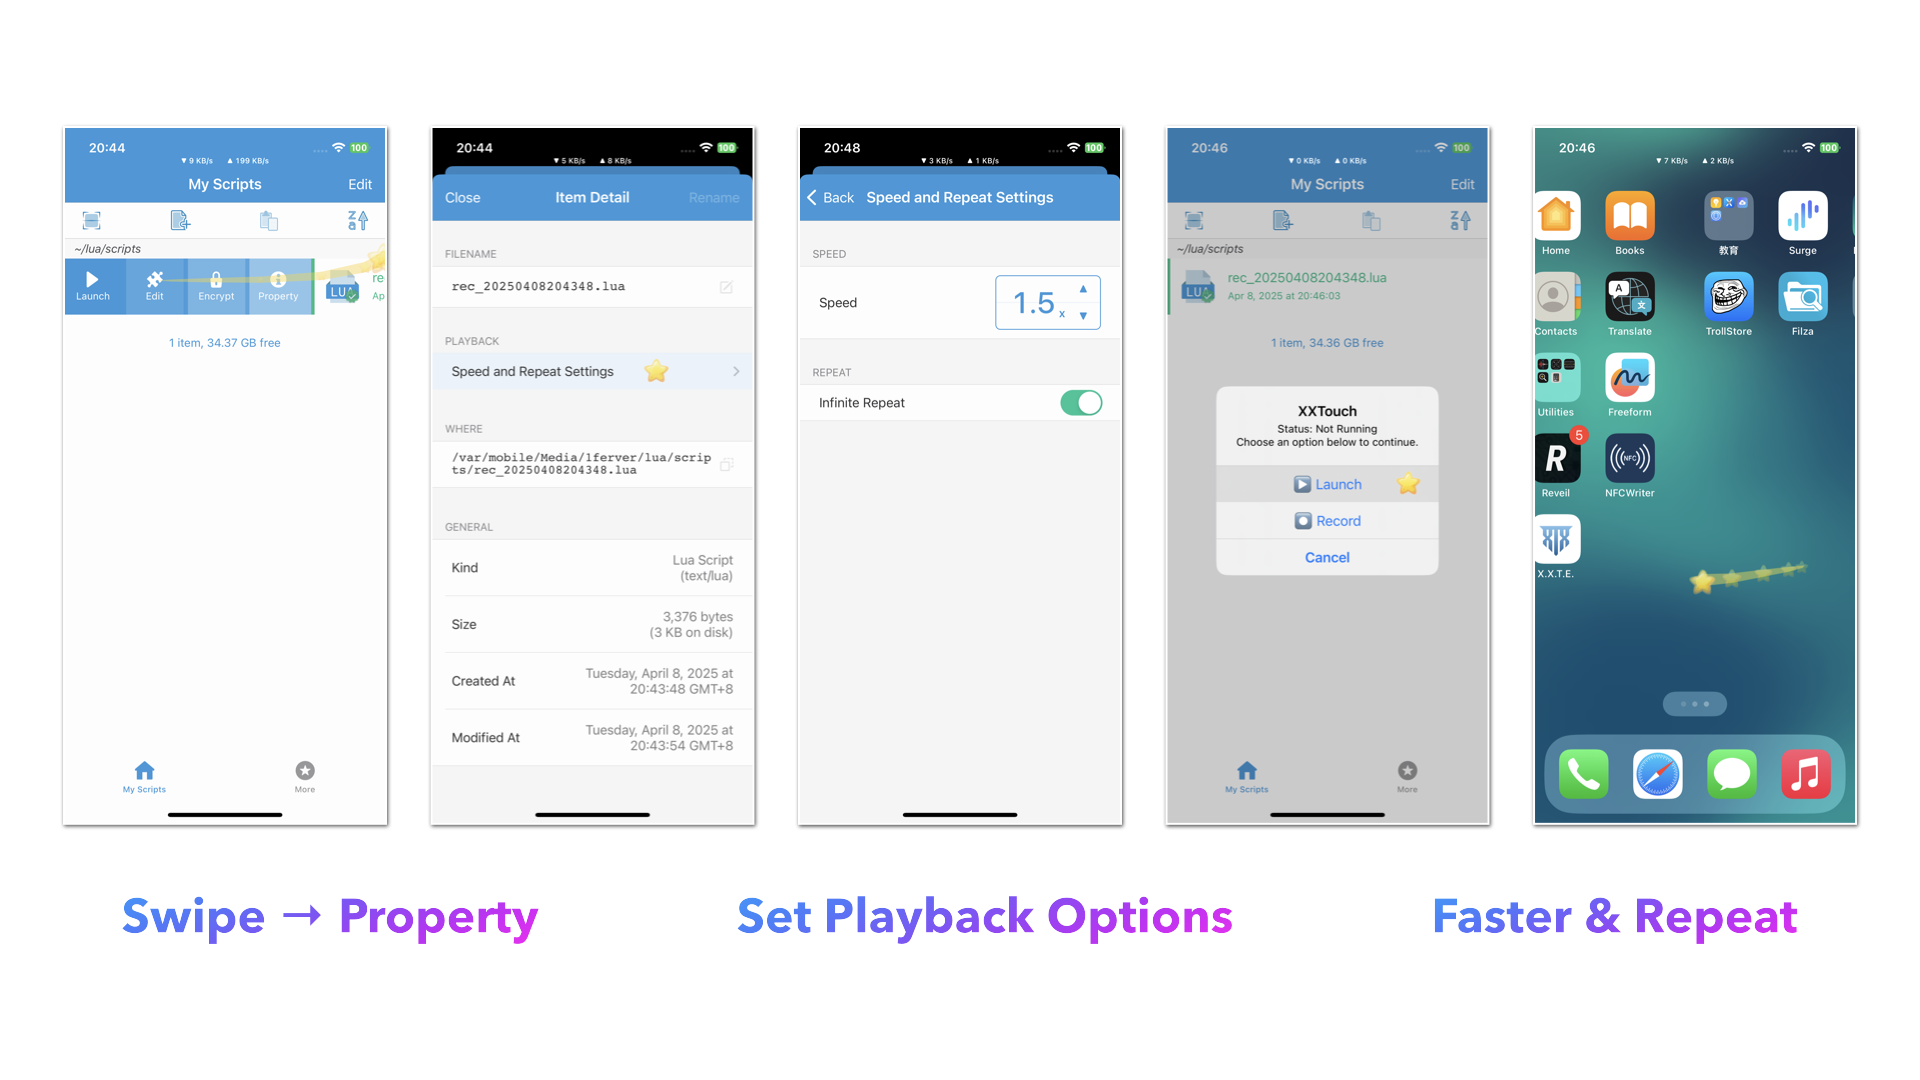 20:44
100
▼ 9 KB/s ▲ 199 KB/s
My Scripts
Edit
Z
a
~/lua/scripts
Launch
Edit
Encrypt
Property
LUA
re
Ap
1 item, 34.37 GB free
My Scripts
More
20:44
100
▼ 5 KB/s ▲ 8 KB/s
Close
Item Detail
Rename
FILENAME
rec_20250408204348.lua
PLAYBACK
Speed and Repeat Settings
WHERE
/var/mobile/Media/1ferver/lua/scrip
ts/rec_20250408204348.lua
GENERAL
Kind
Lua Script
(text/lua)
Size
3,376 bytes
(3 KB on disk)
Created At
Tuesday, April 8, 2025 at
20:43:48 GMT+8
Modified At
Tuesday, April 8, 2025 at
20:43:54 GMT+8
20:48
100
▼ 3 KB/s ▲ 1 KB/s
Back
Speed and Repeat Settings
SPEED
Speed
1.5 x
REPEAT
Infinite Repeat
20:46
100
▼ 0 KB/s ▲ 0 KB/s
My Scripts
Edit
Z
a
~/lua/scripts
LUA
rec_20250408204348.lua
Apr 8, 2025 at 20:46:03
1 item, 34.36 GB free
XXTouch
Status: Not Running
Choose an option below to continue.
Launch
Record
Cancel
My Scripts
More
20:46
100
▼ 7 KB/s ▲ 2 KB/s
Home
Books
教育
Surge
Contacts
A
文
Translate
TrollStore
Filza
Utilities
Freeform
R
5
Reveil
NFC
NFCWriter
X.X.T.E.
Swipe → Property
Set Playback Options
Faster & Repeat